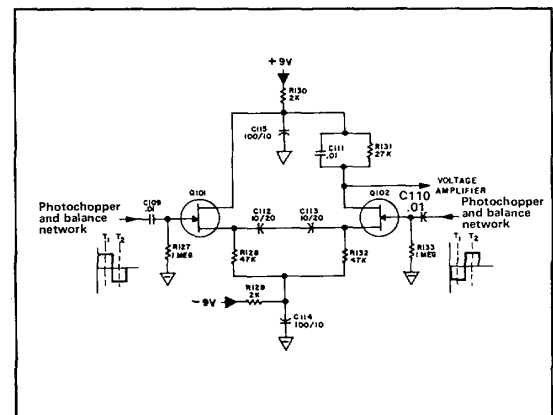 +9V
R130
2K
C115
100/10
C111
.01
R131
27K
VOLTAGE
AMPLIFIER
Photochopper
and balance
network
C109
.01
Q101
C112
10/20
C113
10/20
Q102
C110
.01
Photochopper
and balance
network
T1 T2
R127
1 MEG
R128
47K
R132
47K
R133
1 MEG
T1 T2
-9V
R129
2K
C114
100/10